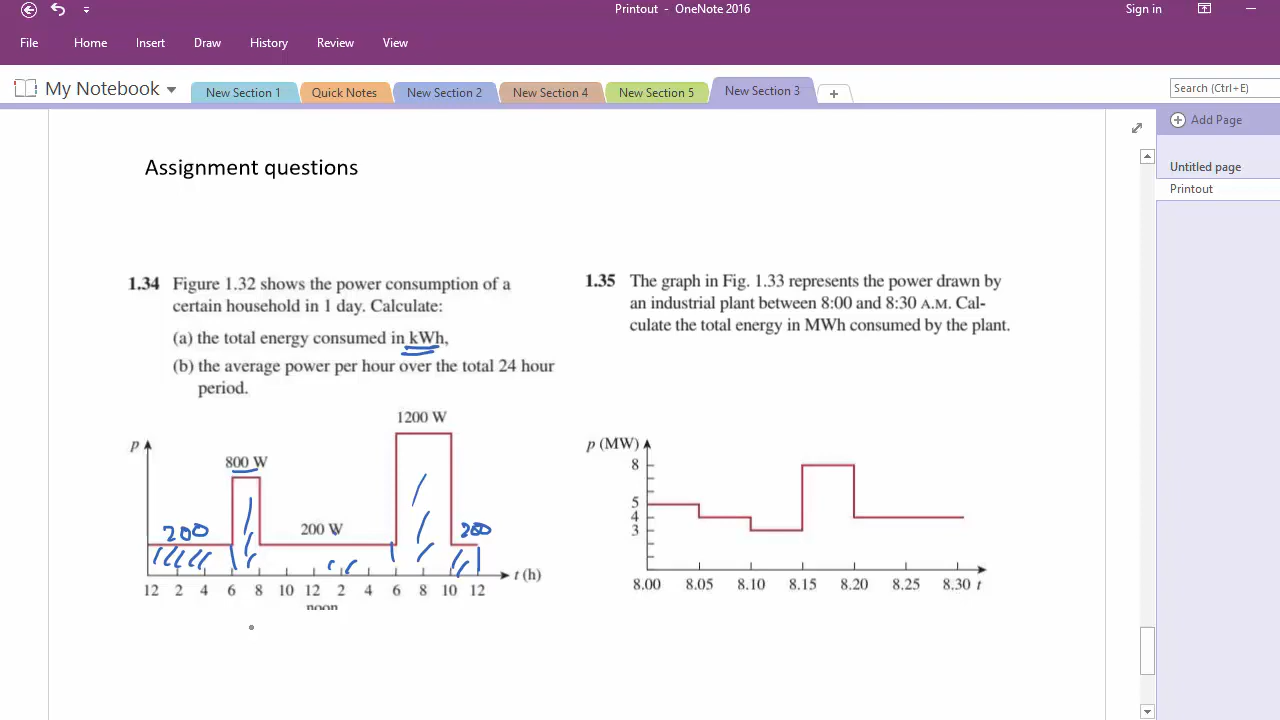 Printout - OneNote 2016
Sign in
File Home Insert Draw History Review View
My Notebook New Section 1 Quick Notes New Section 2 New Section 4 New Section 5 New Section 3 +
Search (Ctrl+E)
Add Page
Untitled page
Printout
Assignment questions
1.34 Figure 1.32 shows the power consumption of a
certain household in 1 day. Calculate:
(a) the total energy consumed in kWh,
(b) the average power per hour over the total 24 hour
period.
1200 W
p
800 W
200
200 W
200
t (h)
12 2 4 6 8 10 12 2 4 6 8 10 12
noon
1.35 The graph in Fig. 1.33 represents the power drawn by
an industrial plant between 8:00 and 8:30 A.M. Cal-
culate the total energy in MWh consumed by the plant.
p (MW)
8
5
4
3
8.00 8.05 8.10 8.15 8.20 8.25 8.30 t